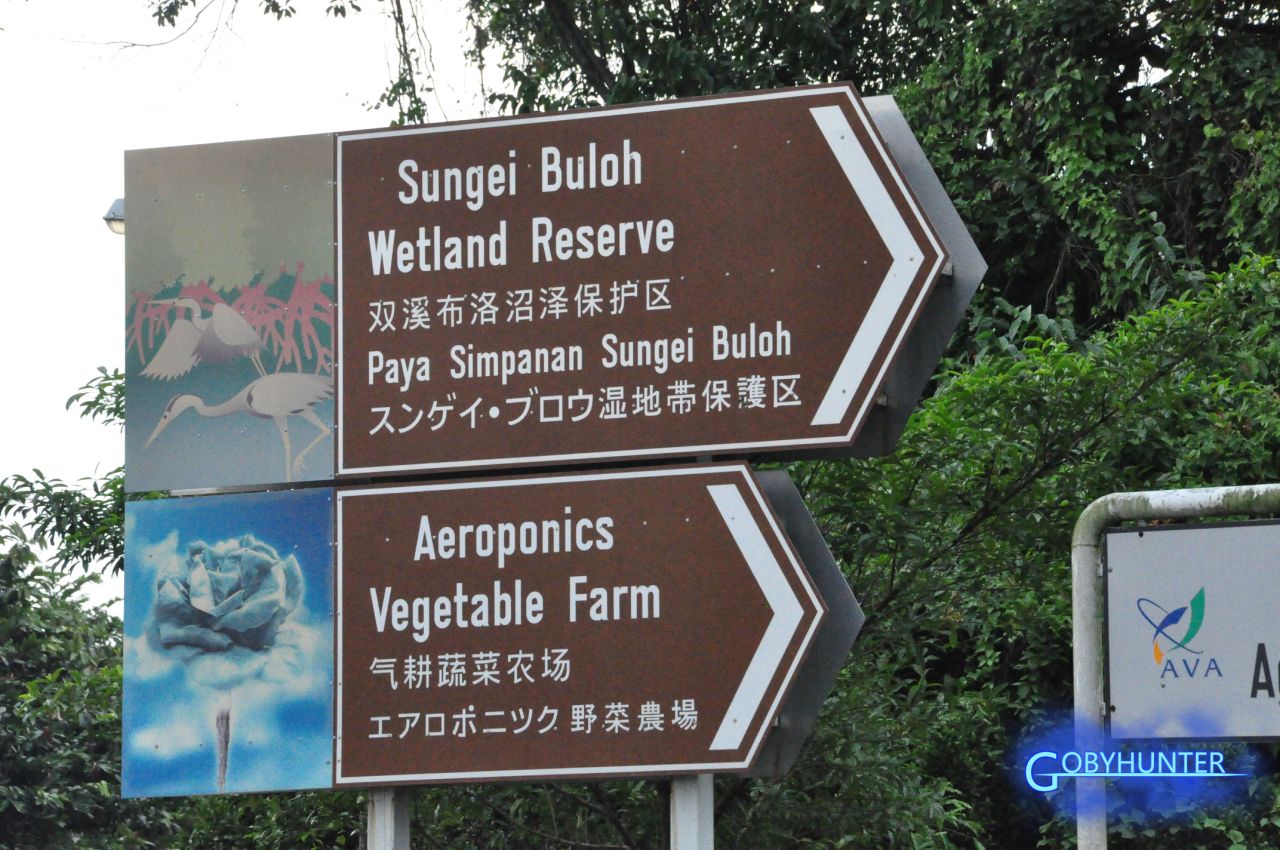 Sungei Buloh
Wetland Reserve
双溪布洛沼泽保护区
Paya Simpanan Sungei Buloh
スンゲイ・ブロウ湿地帯保護区
Aeroponics
Vegetable Farm
气耕蔬菜农场
エアロポニツク 野菜農場
AVA
GOBYHUNTER